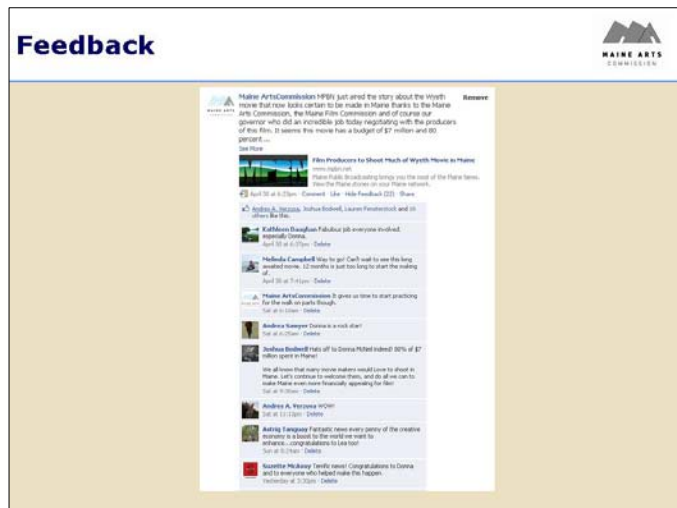 Feedback
MAINE ARTS
COMMISSION
Maine ArtsCommission MPBN just aired the story about the Wyeth
Remove
movie that now looks certain to be made in Maine thanks to the Maine
Arts Commission, the Maine Film Commission and of course our
governor who did an incredible job today negotiating with the producers
of this film. It seems this movie has a budget of $7 million and 80
percent ...
See More
MPBN
Film Producers to Shoot Much of Wyeth Movie in Maine
www.mpbn.net
Maine Public Broadcasting brings you the most of the Maine News.
View the Maine stories on your Maine network.
April 30 at 6:23pm · Comment · Like · Hide Feedback (22) · Share
Andres A. Verzosa, Joshua Bodwell, Lauren Fensterstock and
others like this.
Kathleen Daughan Fabulous job everyone involved.
especially Donna.
April 30 at 6:37pm · Delete
Melinda Campbell Way to go! Can't wait to see this long
awaited movie. 12 months is just too long to start the making
of..
April 30 at 7:41pm · Delete
Maine ArtsCommission It gives us time to start practicing
for the walk on parts though.
Sat at · Delete
Andrea Sawyer Donna is a rock star!
Sat at 6:25am · Delete
Joshua Bodwell Hats off to Donna McNeil indeed! 80% of $7
million spent in Maine!
We all know that many movie makers would Love to shoot in
Maine. Let's continue to welcome them, and do all we can to
make Maine even more financially appealing for film!
Sat at 9:30am · Delete
Andres A. Verzosa WOW!
Sat at 11:12pm · Delete
Astrig Tanguay Fantastic news every penny of the creative
economy is a boost to the world we want to
enhance...congratulations to Lea too!
Sun at 8:24am · Delete
Suzette McAvoy Terrific news! Congratulations to Donna
and to everyone who helped make this happen.
Yesterday at 3:30pm · Delete